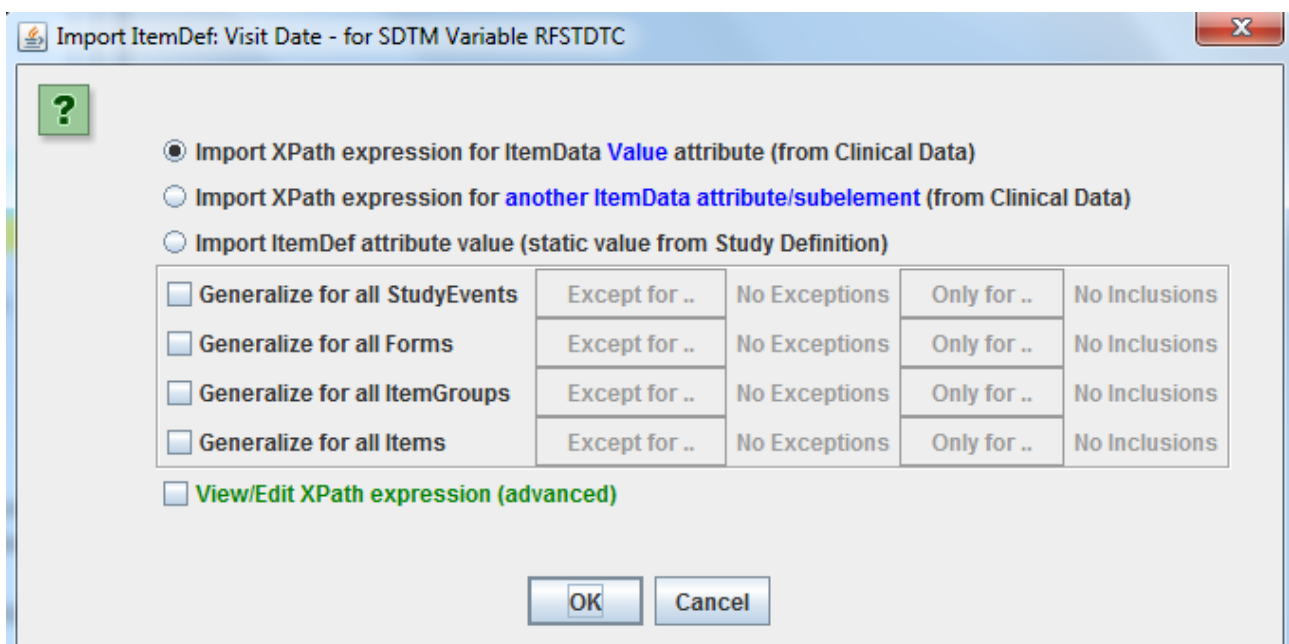 Import ItemDef: Visit Date - for SDTM Variable RFSTDTC
x
?
Import XPath expression for ItemData Value attribute (from Clinical Data)
Import XPath expression for another ItemData attribute/subelement (from Clinical Data)
Import ItemDef attribute value (static value from Study Definition)
Generalize for all StudyEvents Except for .. No Exceptions Only for .. No Inclusions
Generalize for all Forms Except for .. No Exceptions Only for .. No Inclusions
Generalize for all ItemGroups Except for .. No Exceptions Only for .. No Inclusions
Generalize for all Items Except for .. No Exceptions Only for .. No Inclusions
View/Edit XPath expression (advanced)
OK Cancel